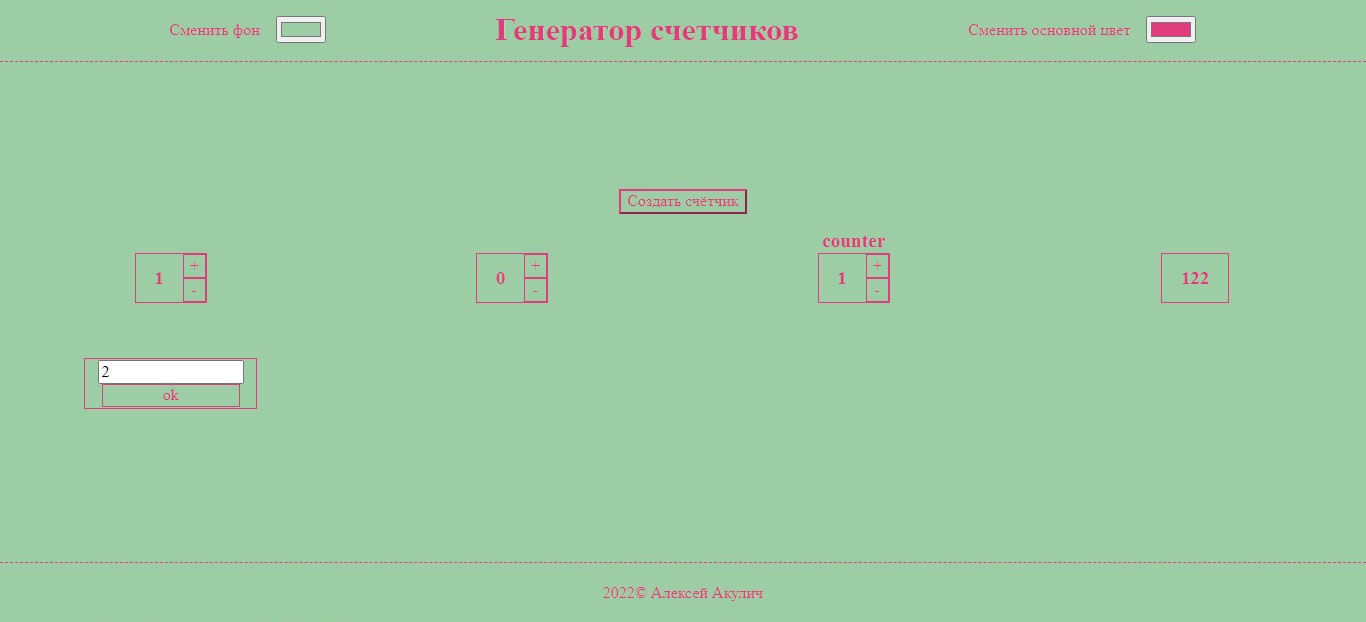 Сменить фон
Генератор счетчиков
Сменить основной цвет
Создать счётчик
counter
1 + -
0 + -
1 + -
122
2
ok
2022© Алексей Акулич